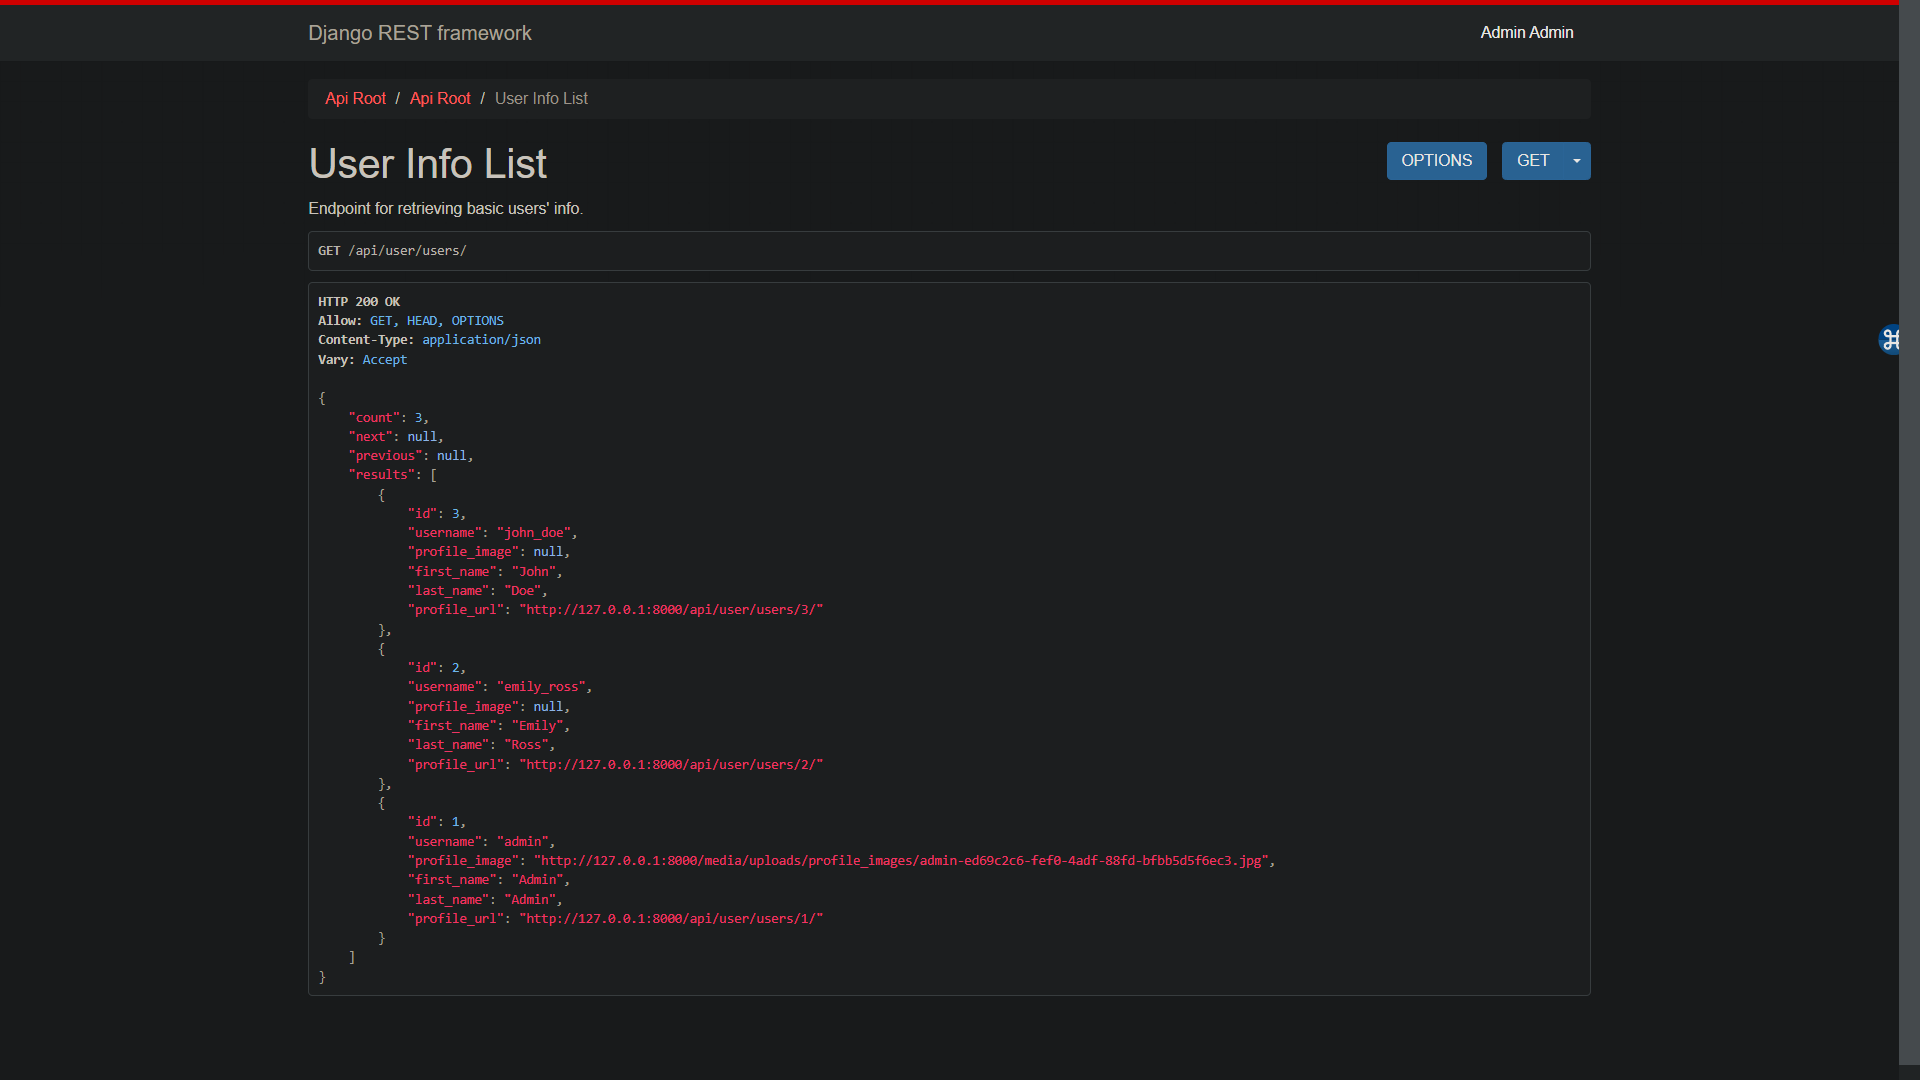 Django REST framework
Admin Admin
Api Root / Api Root / User Info List
User Info List
OPTIONS
GET
Endpoint for retrieving basic users' info.
GET /api/user/users/
HTTP 200 OK
Allow: GET, HEAD, OPTIONS
Content-Type: application/json
Vary: Accept
{
    "count": 3,
    "next": null,
    "previous": null,
    "results": [
        {
            "id": 3,
            "username": "john_doe",
            "profile_image": null,
            "first_name": "John",
            "last_name": "Doe",
            "profile_url": "http://127.0.0.1:8000/api/user/users/3/"
        },
        {
            "id": 2,
            "username": "emily_ross",
            "profile_image": null,
            "first_name": "Emily",
            "last_name": "Ross",
            "profile_url": "http://127.0.0.1:8000/api/user/users/2/"
        },
        {
            "id": 1,
            "username": "admin",
            "profile_image": "http://127.0.0.1:8000/media/uploads/profile_images/admin-ed69c2c6-fef0-4adf-88fd-bfbb5d5f6ec3.jpg",
            "first_name": "Admin",
            "last_name": "Admin",
            "profile_url": "http://127.0.0.1:8000/api/user/users/1/"
        }
    ]
}